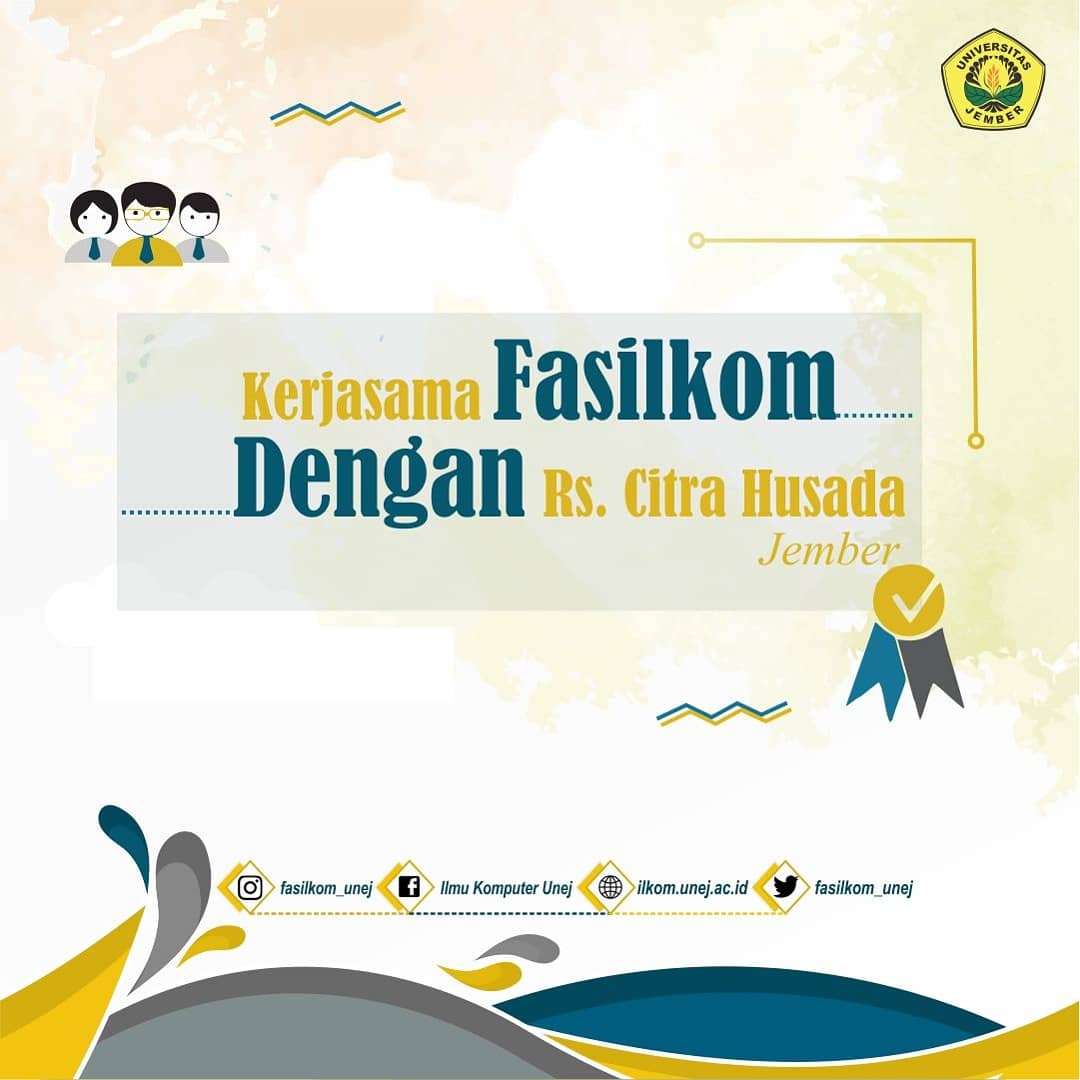 UNIVERSITAS
JEMBER
Kerjasama Fasilkom
Dengan Rs. Citra Husada
Jember
fasilkom_unej
Ilmu Komputer Unej
ilkom.unej.ac.id
fasilkom_unej